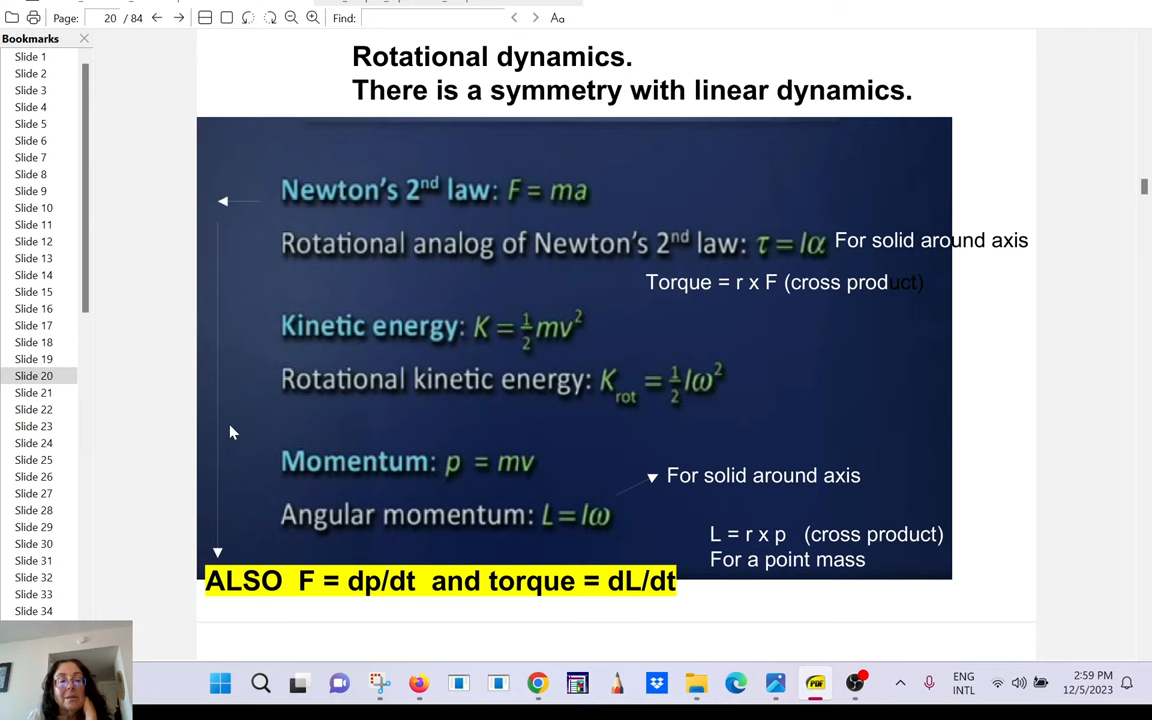 Page: 20 / 84 Find: Aa
Bookmarks
Slide 1
Slide 2
Slide 3
Slide 4
Slide 5
Slide 6
Slide 7
Slide 8
Slide 9
Slide 10
Slide 11
Slide 12
Slide 13
Slide 14
Slide 15
Slide 16
Slide 17
Slide 18
Slide 19
Slide 20
Slide 21
Slide 22
Slide 23
Slide 24
Slide 25
Slide 26
Slide 27
Slide 28
Slide 29
Slide 30
Slide 31
Slide 32
Slide 33
Slide 34
Rotational dynamics.
There is a symmetry with linear dynamics.
Newton's 2nd law: F = ma
Rotational analog of Newton's 2nd law: τ = Iα For solid around axis
Torque = r x F (cross product)
Kinetic energy: K = ½mv²
Rotational kinetic energy: K_rot = ½Iω²
Momentum: p = mv
For solid around axis
Angular momentum: L = Iω
L = r x p (cross product)
For a point mass
ALSO F = dp/dt and torque = dL/dt
PDF
ENG
INTL
2:59 PM
12/5/2023